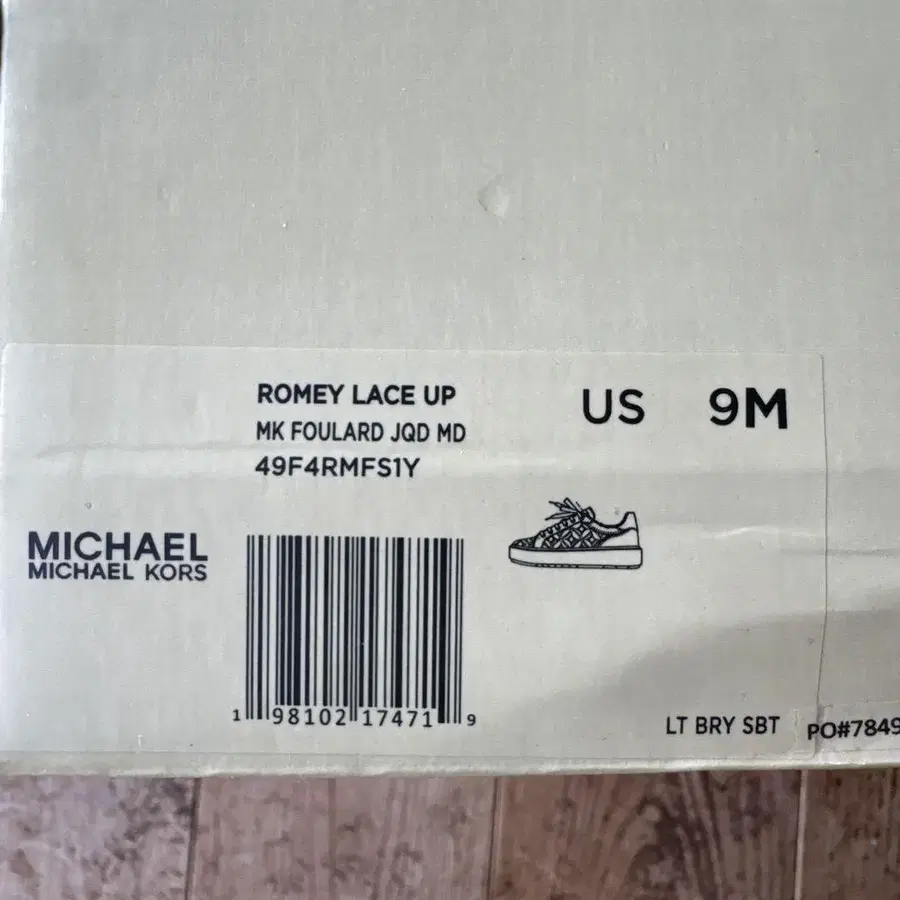 ROMEY LACE UP
MK FOULARD JQD MD
49F4RMFS1Y
US 9M
MICHAEL
MICHAEL KORS
1 98102 17471 9
LT BRY SBT
PO#7849